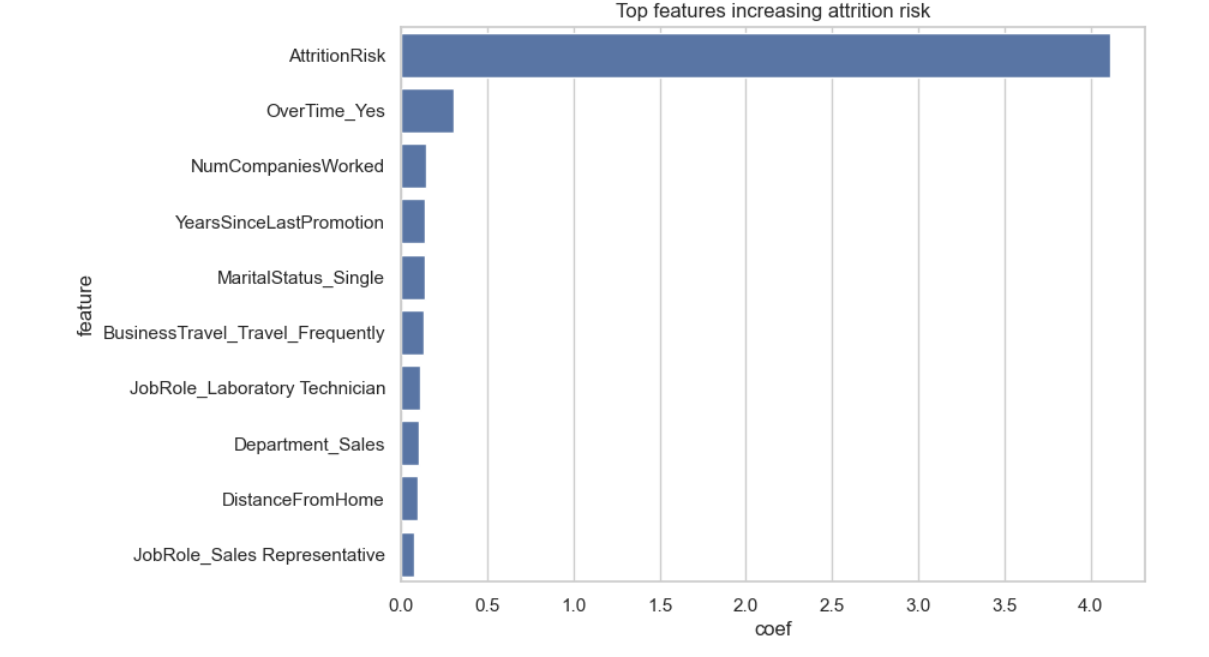 Top features increasing attrition risk
AttritionRisk
OverTime_Yes
NumCompaniesWorked
YearsSinceLastPromotion
MaritalStatus_Single
feature
BusinessTravel_Travel_Frequently
JobRole_Laboratory Technician
Department_Sales
DistanceFromHome
JobRole_Sales Representative
0.0 0.5 1.0 1.5 2.0 2.5 3.0 3.5 4.0
coef